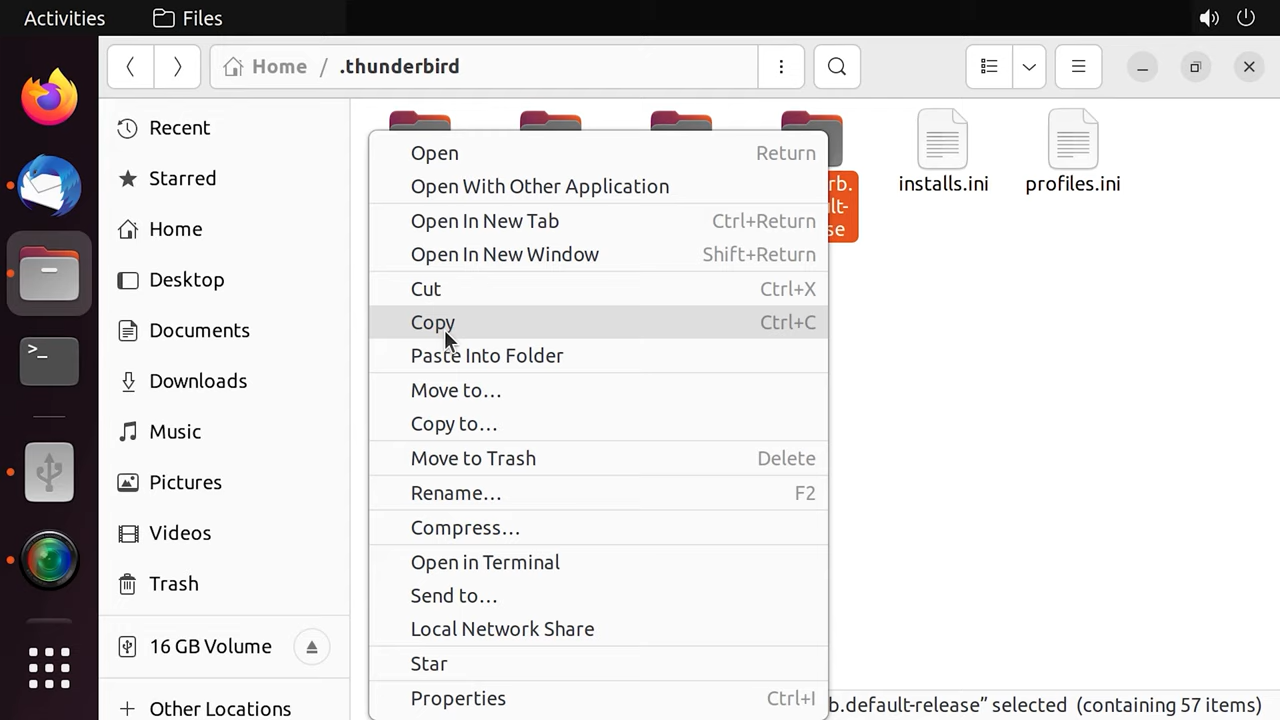 Activities Files
Home / .thunderbird
Recent
Starred
Home
Desktop
Documents
Downloads
Music
Pictures
Videos
Trash
16 GB Volume
Other Locations
Open Return
Open With Other Application
Open In New Tab Ctrl+Return
Open In New Window Shift+Return
Cut Ctrl+X
Copy Ctrl+C
Paste Into Folder
Move to…
Copy to…
Move to Trash Delete
Rename… F2
Compress…
Open in Terminal
Send to…
Local Network Share
Star
Properties Ctrl+I
rb.
ult-
se
installs.ini
profiles.ini
b.default-release” selected (containing 57 items)
>_